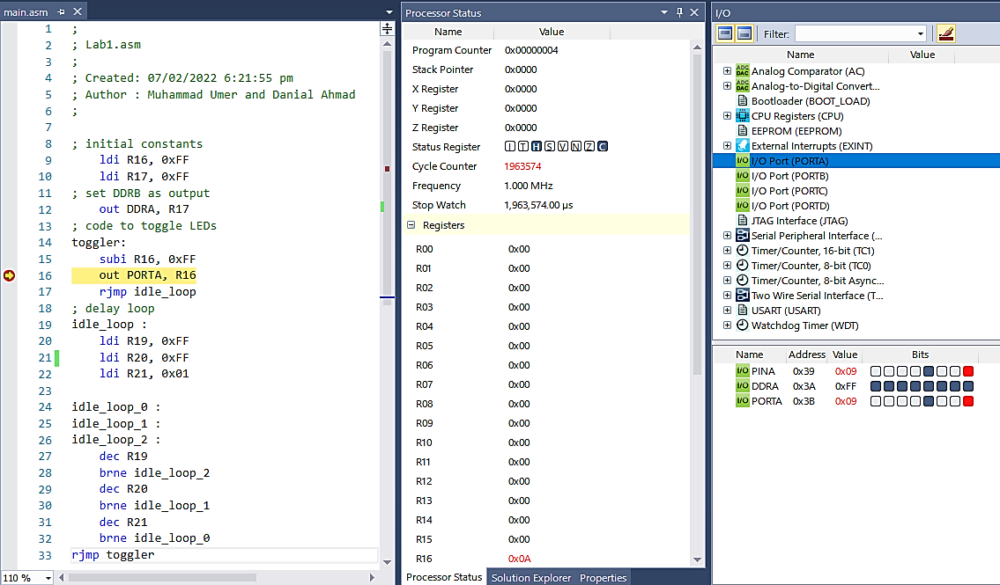 main.asm
1 ;
2 ; Lab1.asm
3 ;
4 ; Created: 07/02/2022 6:21:55 pm
5 ; Author : Muhammad Umer and Danial Ahmad
6 ;
7
8 ; initial constants
9 ldi R16, 0xFF
10 ldi R17, 0xFF
11 ; set DDRB as output
12 out DDRA, R17
13 ; code to toggle LEDs
14 toggler:
15 subi R16, 0xFF
16 out PORTA, R16
17 rjmp idle_loop
18 ; delay loop
19 idle_loop :
20 ldi R19, 0xFF
21 ldi R20, 0xFF
22 ldi R21, 0x01
23
24 idle_loop_0 :
25 idle_loop_1 :
26 idle_loop_2 :
27 dec R19
28 brne idle_loop_2
29 dec R20
30 brne idle_loop_1
31 dec R21
32 brne idle_loop_0
33 rjmp toggler
110 %
Processor Status
Name Value
Program Counter 0x00000004
Stack Pointer 0x0000
X Register 0x0000
Y Register 0x0000
Z Register 0x0000
Status Register I T H S V N Z C
Cycle Counter 1963574
Frequency 1.000 MHz
Stop Watch 1,963,574.00 µs
Registers
R00 0x00
R01 0x00
R02 0x00
R03 0x00
R04 0x00
R05 0x00
R06 0x00
R07 0x00
R08 0x00
R09 0x00
R10 0x00
R11 0x00
R12 0x00
R13 0x00
R14 0x00
R15 0x00
R16 0x0A
Processor Status Solution Explorer Properties
I/O
Filter:
Name Value
ADC DAC Analog Comparator (AC)
ADC DAC Analog-to-Digital Convert...
Bootloader (BOOT_LOAD)
CPU Registers (CPU)
EEPROM (EEPROM)
External Interrupts (EXINT)
I/O I/O Port (PORTA)
I/O I/O Port (PORTB)
I/O I/O Port (PORTC)
I/O I/O Port (PORTD)
JTAG Interface (JTAG)
Serial Peripheral Interface (...
Timer/Counter, 16-bit (TC1)
Timer/Counter, 8-bit (TC0)
Timer/Counter, 8-bit Async...
Two Wire Serial Interface (T...
USART (USART)
Watchdog Timer (WDT)
Name Address Value Bits
I/O PINA 0x39 0x09
I/O DDRA 0x3A 0xFF
I/O PORTA 0x3B 0x09